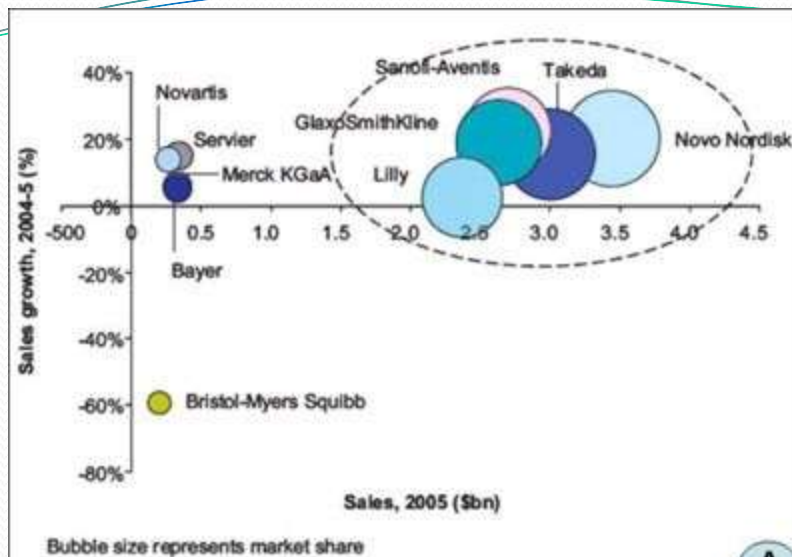 Sanofi-Aventis
Takeda
40%
Novartis
GlaxoSmithKline
20%
Servier
Novo Nordisk
Merck KGaA
Lilly
0%
-500 0 0.5 1.0 1.5 2.0 2.5 3.0 3.5 4.0 4.5
-20%
Bayer
-40%
-60%
Bristol-Myers Squibb
-80%
Sales growth, 2004-5 (%)
Sales, 2005 ($bn)
Bubble size represents market share